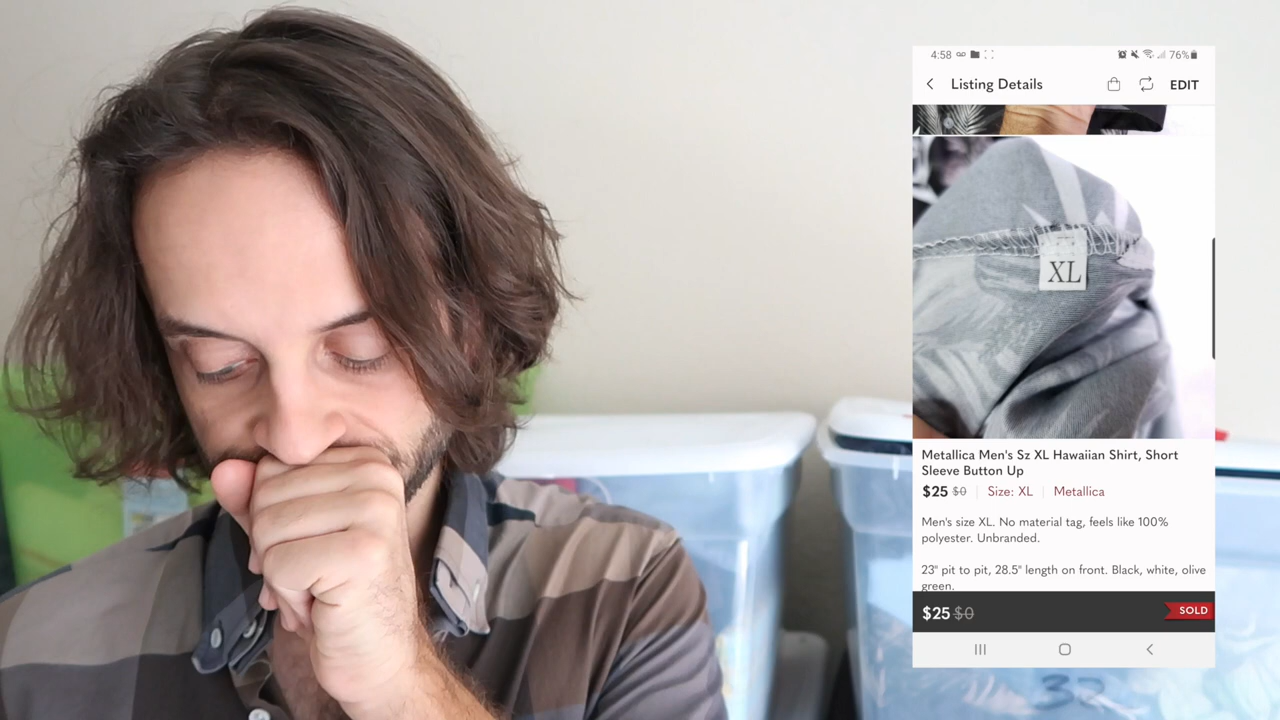 4:58
76%
Listing Details
EDIT
XL
Metallica Men's Sz XL Hawaiian Shirt, Short
Sleeve Button Up
$25 $0 Size: XL Metallica
Men's size XL. No material tag, feels like 100%
polyester. Unbranded.
23" pit to pit, 28.5" length on front. Black, white, olive
green.
$25 $0
SOLD
32